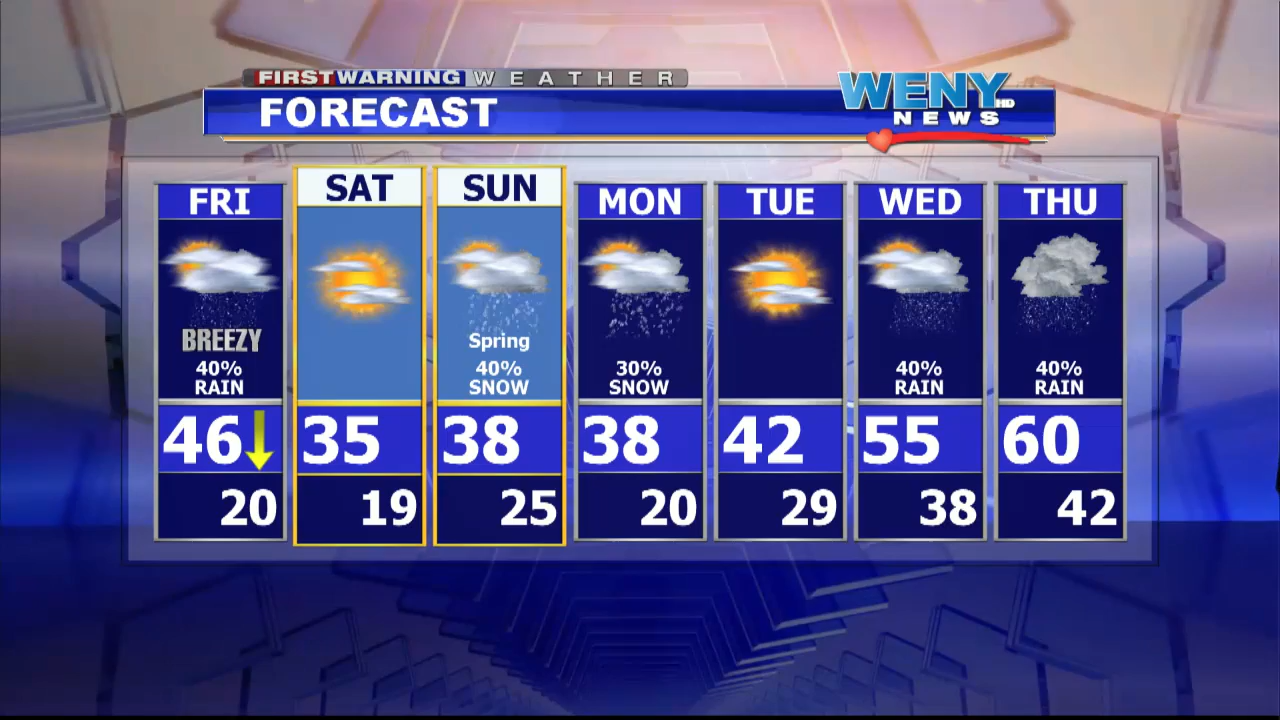 FIRST WARNING WEATHER
FORECAST
WENY HD
NEWS
FRI
BREEZY
40%
RAIN
46
20
SAT
35
19
SUN
Spring
40%
SNOW
38
25
MON
30%
SNOW
38
20
TUE
42
29
WED
40%
RAIN
55
38
THU
40%
RAIN
60
42